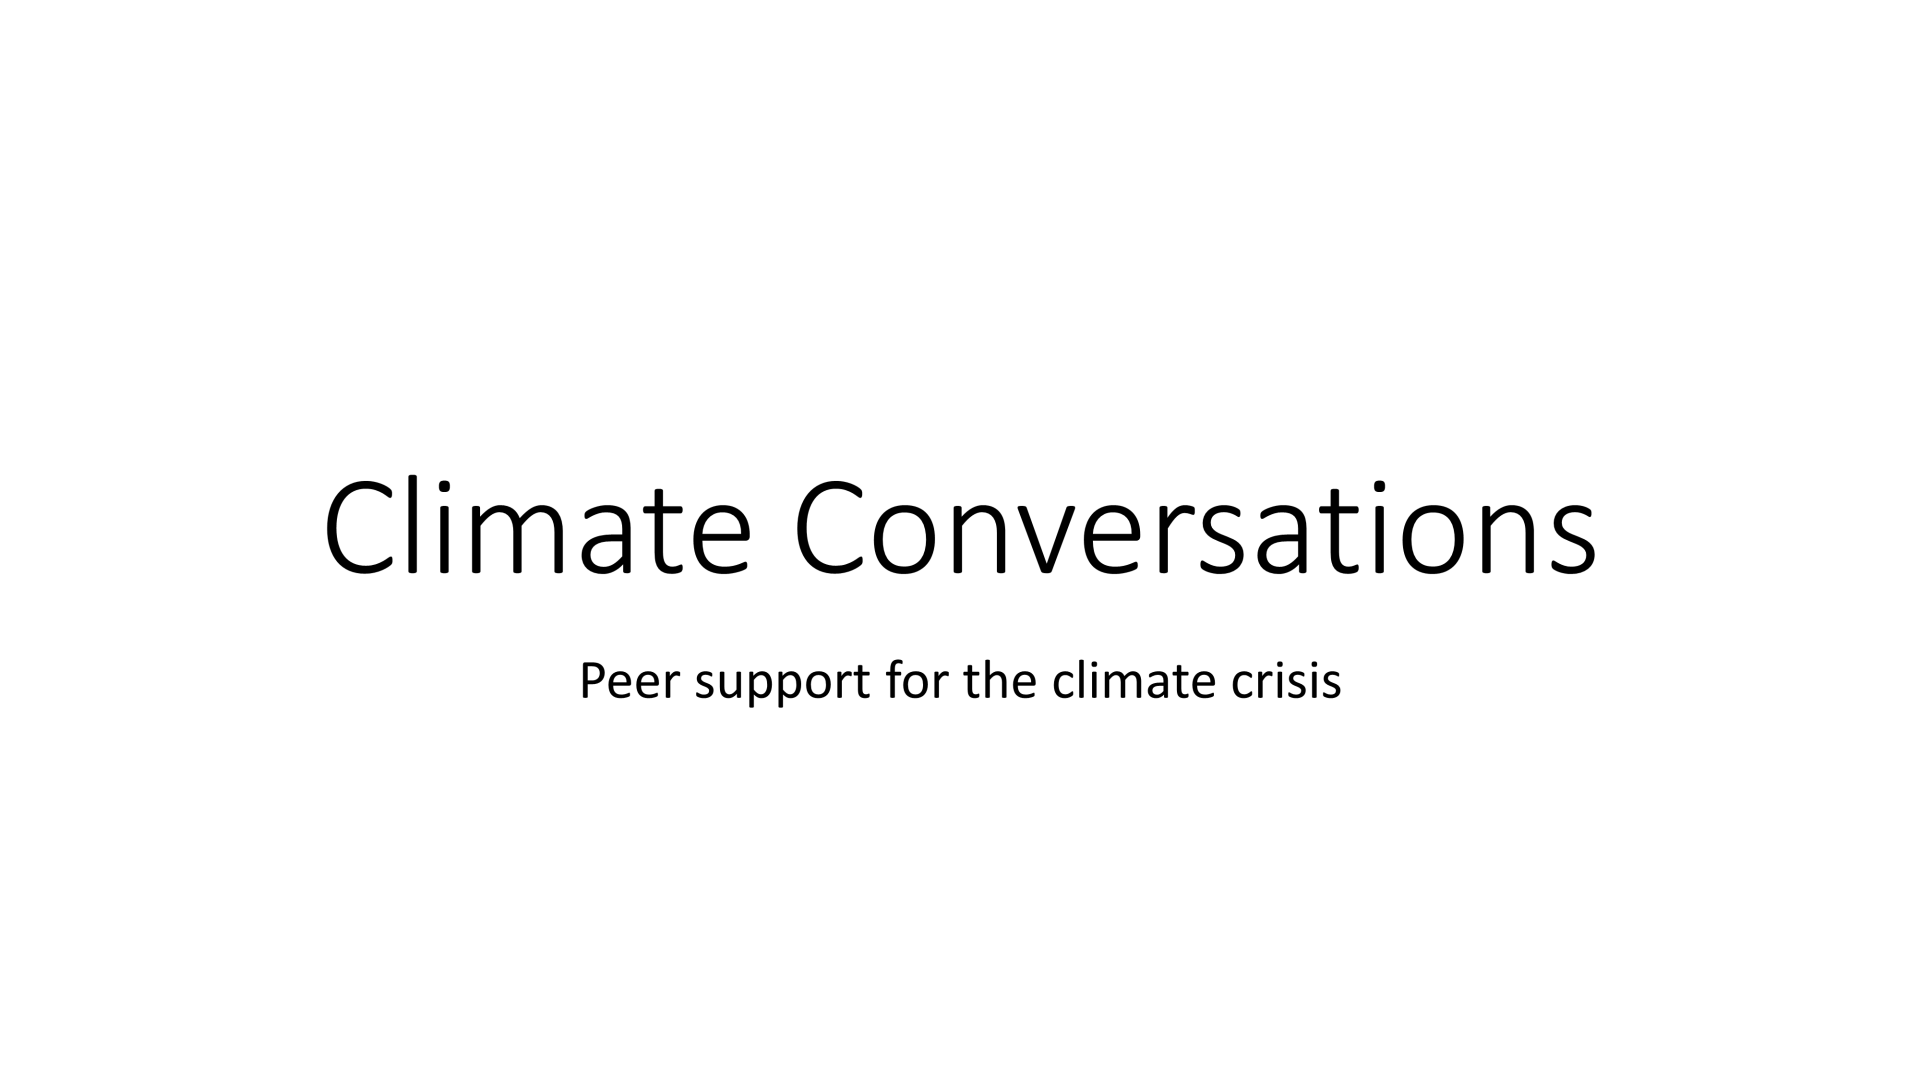 Climate Conversations
Peer support for the climate crisis